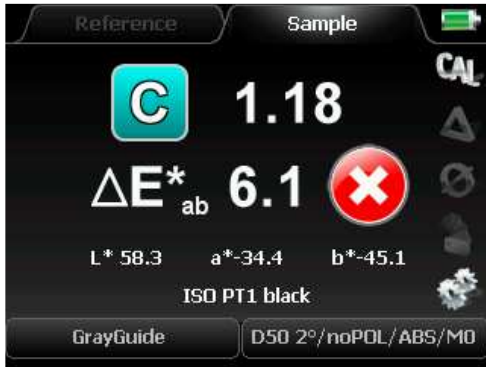 Reference Sample
CAL
C 1.18
ΔE*ab 6.1
L* 58.3 a*-34.4 b*-45.1
ISO PT1 black
GrayGuide D50 2°/noPOL/ABS/M0